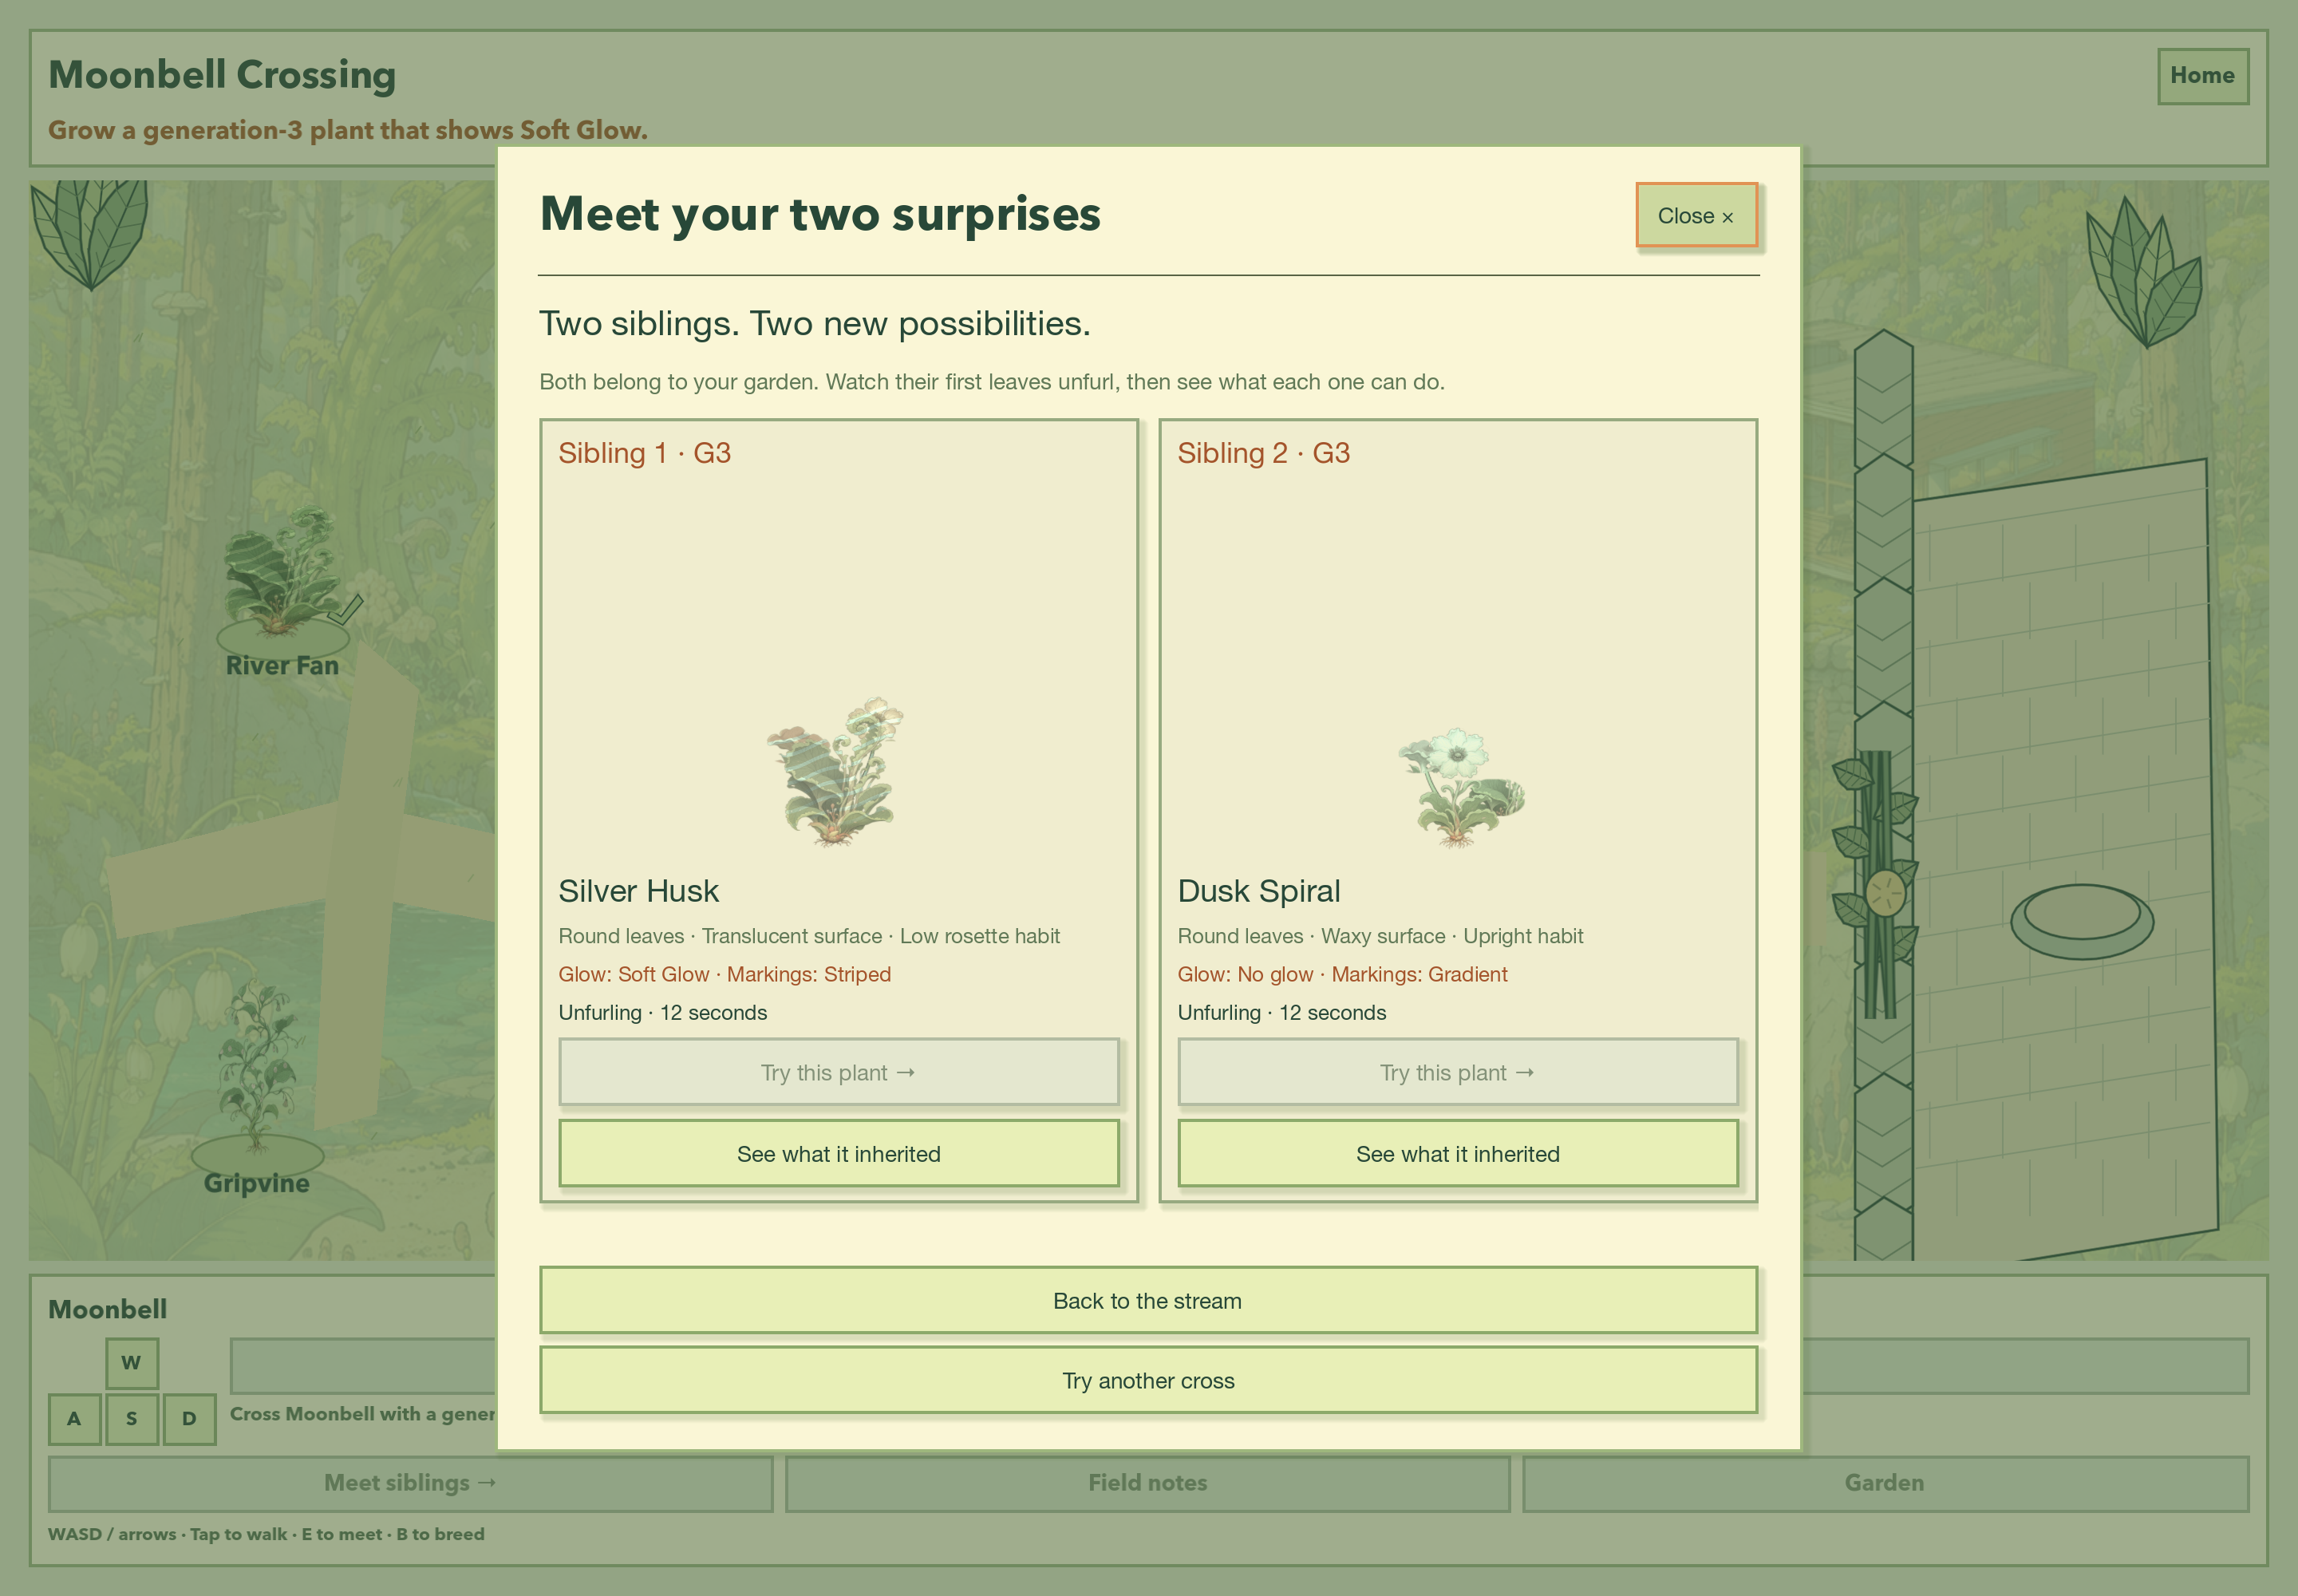 Moonbell Crossing
Home
Grow a generation-3 plant that shows Soft Glow.
Meet your two surprises
Close ×
Two siblings. Two new possibilities.
Both belong to your garden. Watch their first leaves unfurl, then see what each one can do.
Sibling 1 · G3
Silver Husk
Round leaves · Translucent surface · Low rosette habit
Glow: Soft Glow · Markings: Striped
Unfurling · 12 seconds
Try this plant →
See what it inherited
Sibling 2 · G3
Dusk Spiral
Round leaves · Waxy surface · Upright habit
Glow: No glow · Markings: Gradient
Unfurling · 12 seconds
Try this plant →
See what it inherited
Back to the stream
Try another cross
River Fan
Gripvine
Moonbell
W
A S D
Cross Moonbell with a gener
Meet siblings →
Field notes
Garden
WASD / arrows · Tap to walk · E to meet · B to breed